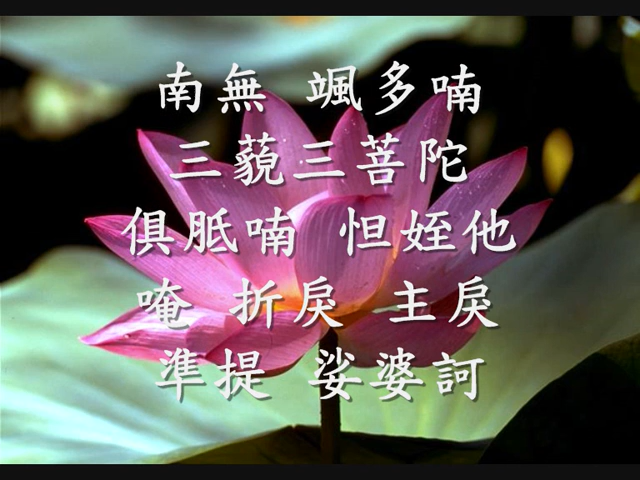 南無 颯多喃
三藐三菩陀
俱胝喃 怛姪他
唵 折戾 主戾
準提 娑婆訶